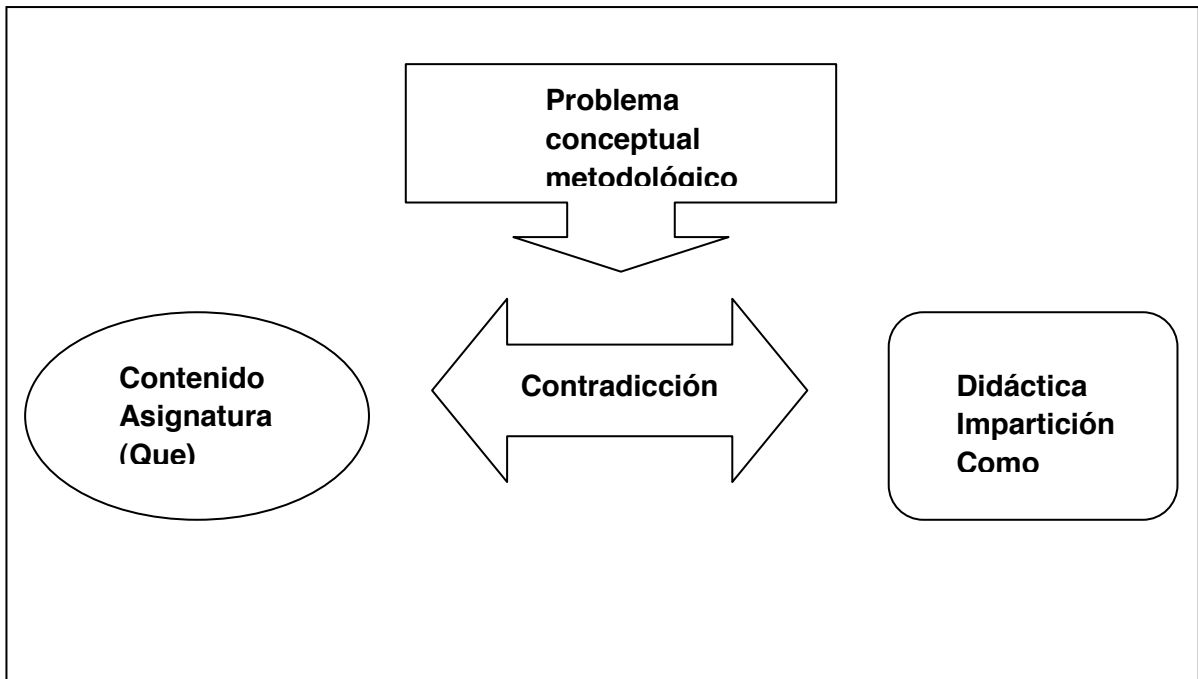 Problema
conceptual
metodológico
Contenido
Asignatura
(Que)
Contradicción
Didáctica
Impartición
Como